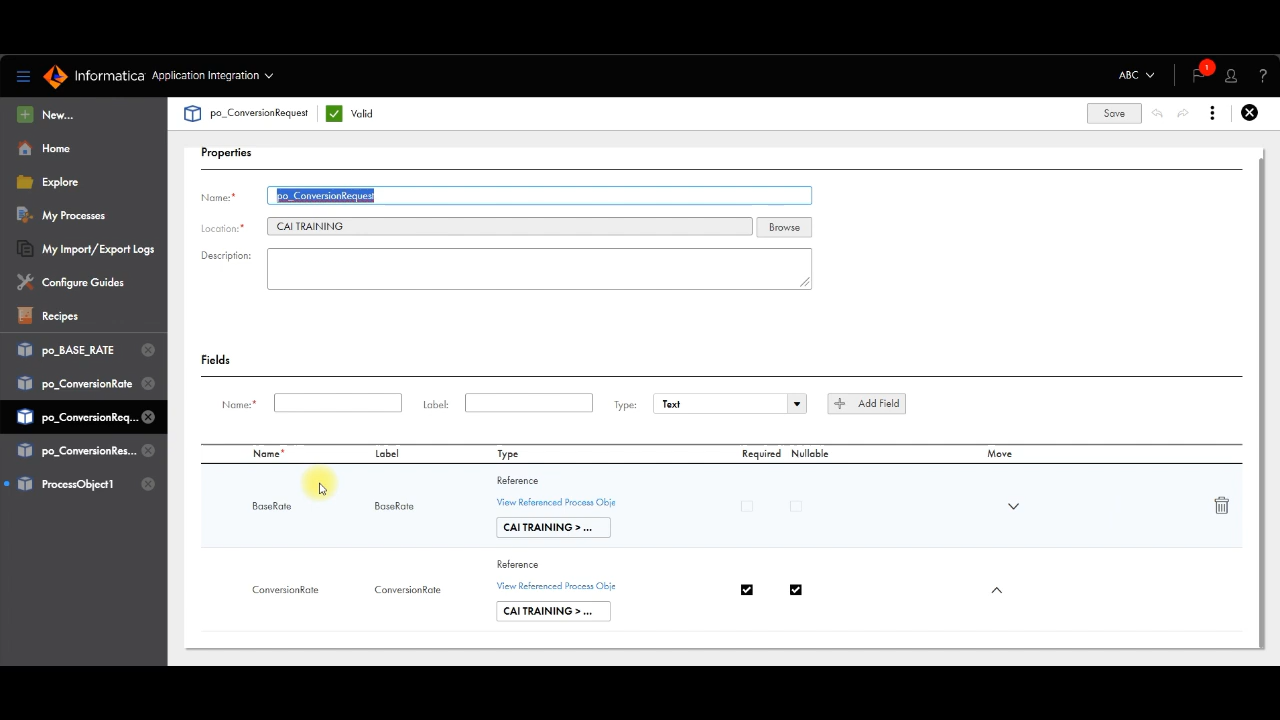 Informatica Application Integration
ABC
1
?
New...
Home
Explore
My Processes
My Import/Export Logs
Configure Guides
Recipes
po_BASE_RATE
po_ConversionRate
po_ConversionReq...
po_ConversionRes...
ProcessObject1
po_ConversionRequest
Valid
Save
Properties
Name:*
po_ConversionRequest
Location:*
CAI TRAINING
Browse
Description:
Fields
Name:*
Label:
Type:
Text
Add Field
Name* Label Type Required Nullable Move
Reference
BaseRate BaseRate View Referenced Process Obje
CAI TRAINING > ...
Reference
ConversionRate ConversionRate View Referenced Process Obje
CAI TRAINING > ...